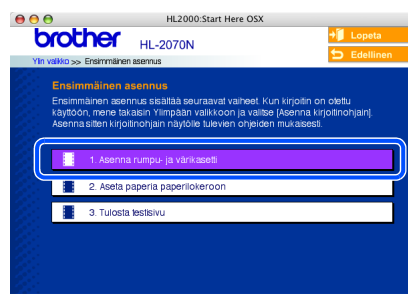 HL2000:Start Here OSX
brother HL-2070N
Lopeta
Edellinen
Ylin valikko >> Ensimmäinen asennus
Ensimmäinen asennus
Ensimmäinen asennus sisältää seuraavat vaiheet. Kun kirjoitin on otettu
käyttöön, mene takaisin Ylimpään valikkoon ja valitse [Asenna kirjoitinohjain].
Asenna sitten kirjoitinohjain näytölle tulevien ohjeiden mukaisesti.
1. Asenna rumpu- ja värikasetti
2. Aseta paperia paperilokeroon
3. Tulosta testisivu